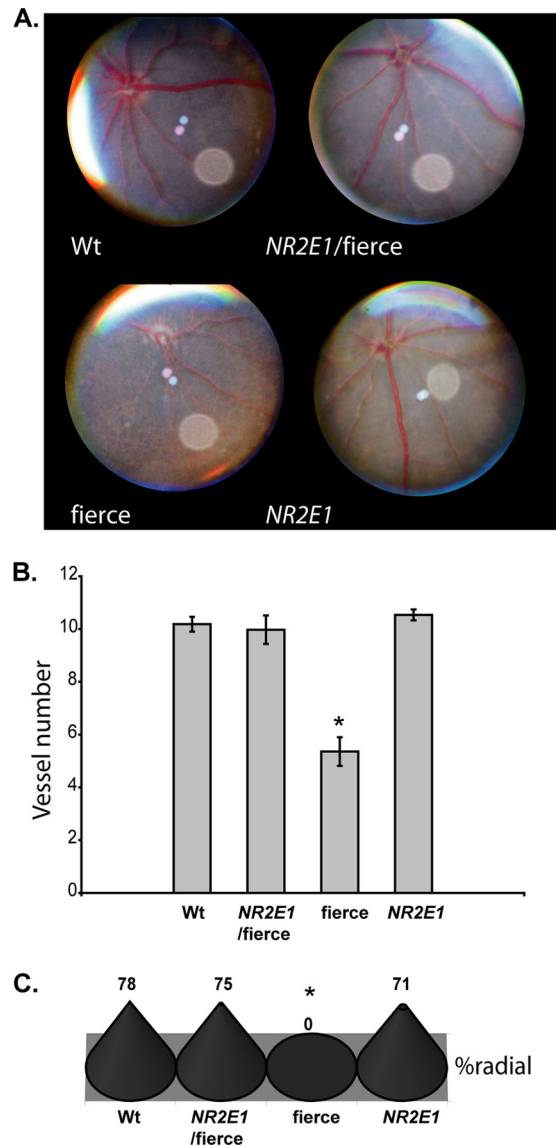 A.
Wt NR2E1/fierce
fierce NR2E1
B.
12
10
8
6
4
2
0
Vessel number
*
Wt NR2E1 fierce NR2E1
/fierce
C.
78 75 * 71
0
%radial
Wt NR2E1 fierce NR2E1
/fierce